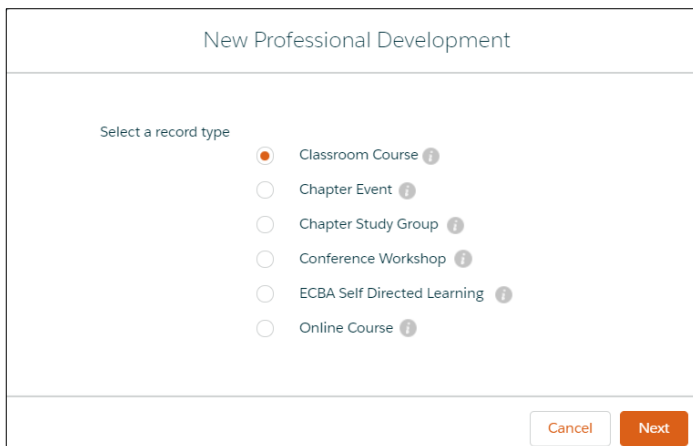 New Professional Development
Select a record type
Classroom Course
Chapter Event
Chapter Study Group
Conference Workshop
ECBA Self Directed Learning
Online Course
Cancel Next